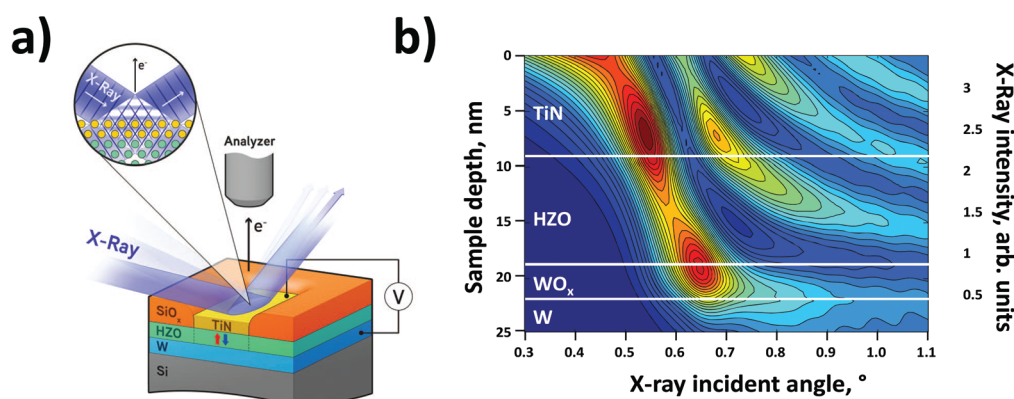 a)
X-Ray
e⁻
Analyzer
X-Ray
e⁻
V
SiOₓ
TiN
HZO
W
Si
b)
0
5
10
15
20
25
Sample depth, nm
TiN
HZO
WOₓ
W
0.3 0.4 0.5 0.6 0.7 0.8 0.9 1.0 1.1
X-ray incident angle, °
3
2.5
2
1.5
1
0.5
X-Ray intensity, arb. units